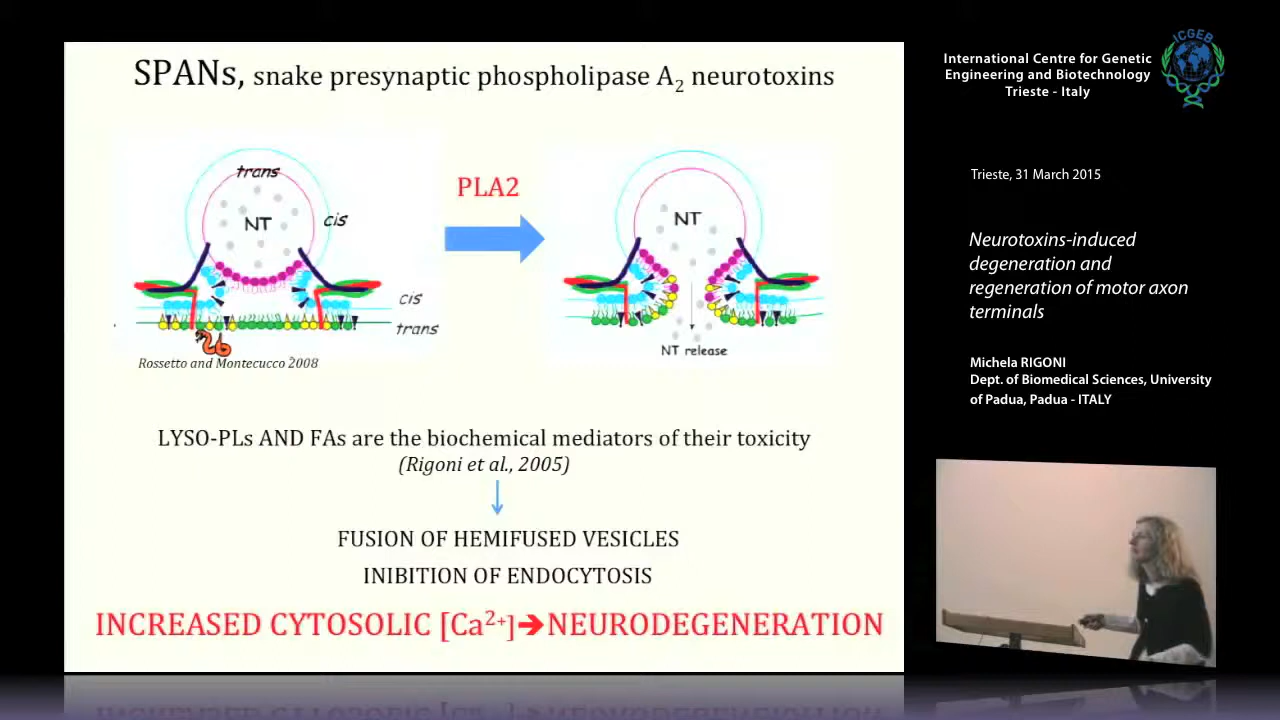 SPANs, snake presynaptic phospholipase A2 neurotoxins
trans
NT
cis
cis
trans
Rossetto and Montecucco 2008
PLA2
NT
NT release
LYSO-PLs AND FAs are the biochemical mediators of their toxicity
(Rigoni et al., 2005)
FUSION OF HEMIFUSED VESICLES
INIBITION OF ENDOCYTOSIS
INCREASED CYTOSOLIC [Ca2+]➔NEURODEGENERATION
International Centre for Genetic
Engineering and Biotechnology
Trieste - Italy
ICGEB
Trieste, 31 March 2015
Neurotoxins-induced
degeneration and
regeneration of motor axon
terminals
Michela RIGONI
Dept. of Biomedical Sciences, University
of Padua, Padua - ITALY